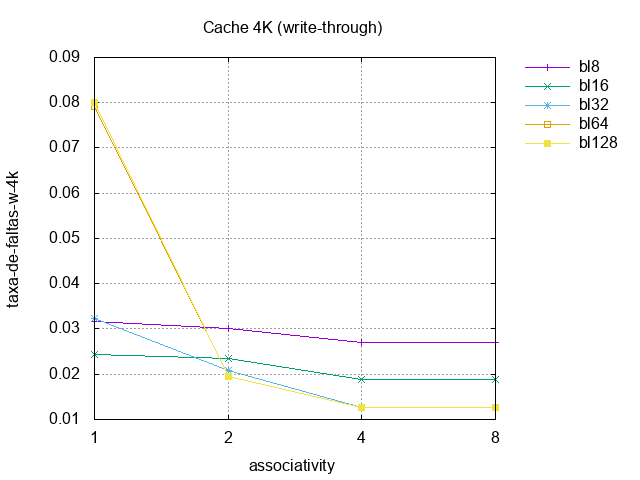 Cache 4K (write-through)
0.09
0.08
0.07
0.06
0.05
0.04
0.03
0.02
0.01
taxa-de-faltas-w-4k
1 2 4 8
associativity
bl8
bl16
bl32
bl64
bl128